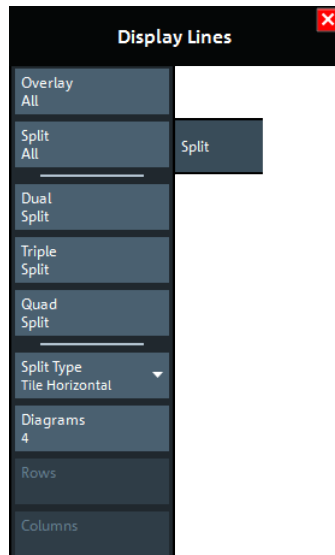 Display Lines
Overlay
All
Split
All
Split
Dual
Split
Triple
Split
Quad
Split
Split Type
Tile Horizontal
Diagrams
4
Rows
Columns